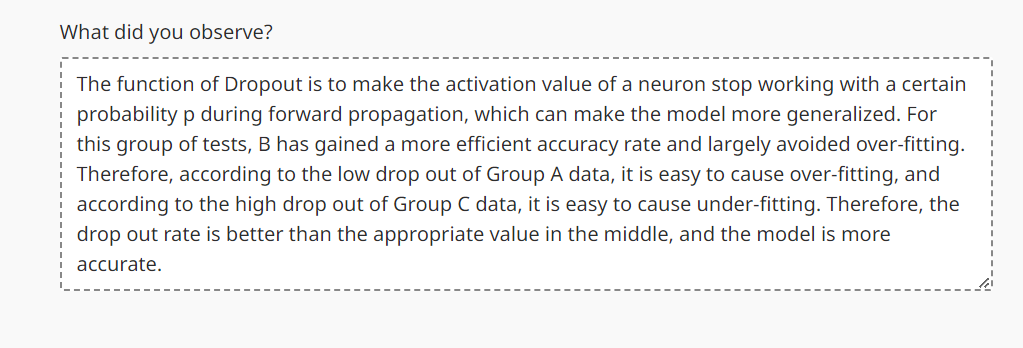 What did you observe?
The function of Dropout is to make the activation value of a neuron stop working with a certain
probability p during forward propagation, which can make the model more generalized. For
this group of tests, B has gained a more efficient accuracy rate and largely avoided over-fitting.
Therefore, according to the low drop out of Group A data, it is easy to cause over-fitting, and
according to the high drop out of Group C data, it is easy to cause under-fitting. Therefore, the
drop out rate is better than the appropriate value in the middle, and the model is more
accurate.